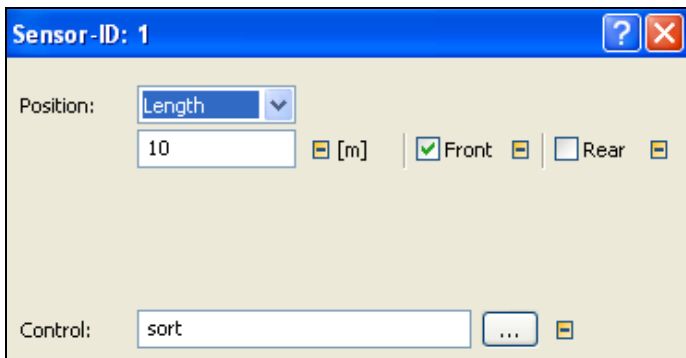 Sensor-ID: 1 ?
Position: Length
10 [m] Front Rear
Control: sort ...